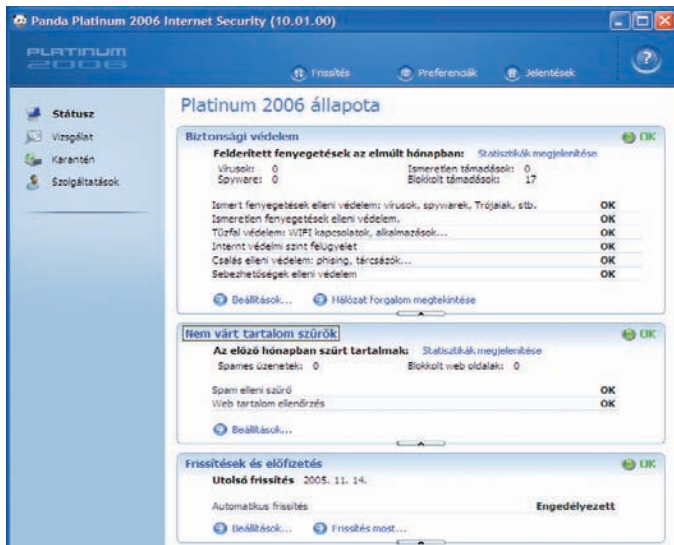 Panda Platinum 2006 Internet Security (10.01.00)
PLATINUM
2006
Frissítés
Preferenciák
Jelentések
?
Státusz
Vizsgálat
Karantén
Szolgáltatások
Platinum 2006 állapota
Biztonsági védelem OK
Felderített fenyegetések az elmúlt hónapban: Statisztikák megjelenítése
Vírusok: 0 Ismeretlen támadások: 0
Spyware: 0 Blokkolt támadások: 17
Ismert fenyegetések elleni védelem: vírusok, spywarek, Trójaiak, stb. OK
Ismeretlen fenyegetések elleni védelem. OK
Tűzfal védelem: WIFI kapcsolatok, alkalmazások... OK
Internt védelmi szint felügyelet OK
Csalás elleni védelem: phising, tárcsázók... OK
Sebezhetőségek elleni védelem OK
Beállítások... Hálózat forgalom megtekintése
Nem várt tartalom szűrők OK
Az előző hónapban szűrt tartalmak: Statisztikák megjelenítése
Spames üzenetek: 0 Blokkolt web oldalak: 0
Spam elleni szűrő OK
Web tartalom ellenőrzés OK
Beállítások...
Frissítések és előfizetés OK
Utolsó frissítés 2005. 11. 14.
Automatikus frissítés Engedélyezett
Beállítások... Frissítés most...